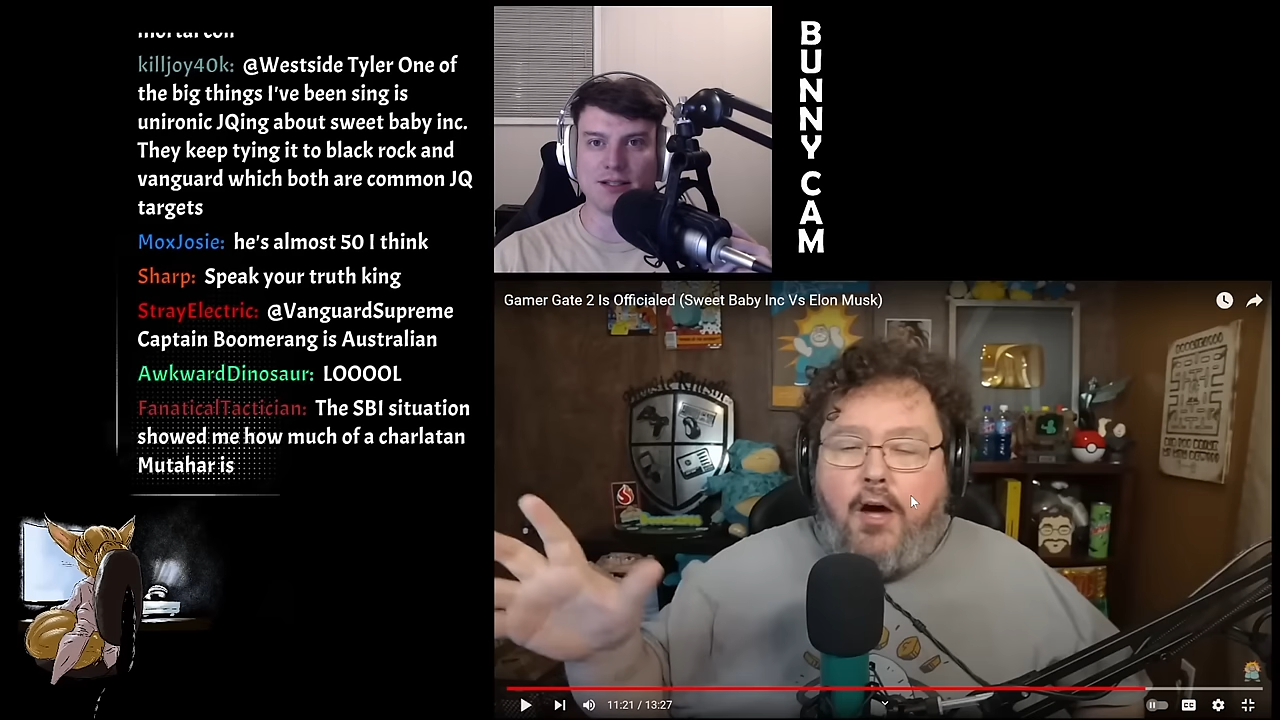 killjoy40k: @Westside Tyler One of
the big things I've been sing is
unironic JQing about sweet baby inc.
They keep tying it to black rock and
vanguard which both are common JQ
targets
MoxJosie: he's almost 50 I think
Sharp: Speak your truth king
StrayElectric: @VanguardSupreme
Captain Boomerang is Australian
AwkwardDinosaur: LOOOOL
FanaticalTactician: The SBI situation
showed me how much of a charlatan
Mutahar is
BUNNY CAM
Gamer Gate 2 Is Officialed (Sweet Baby Inc Vs Elon Musk)
11:21 / 13:27
CC